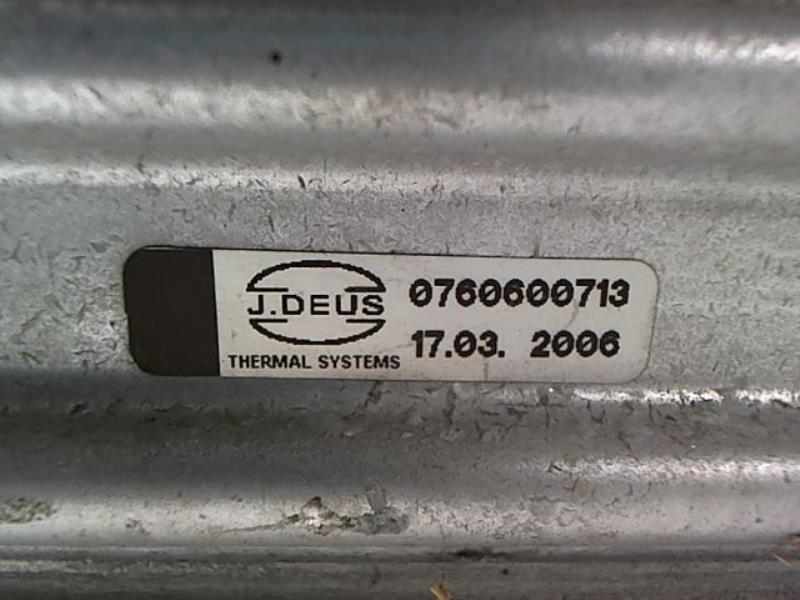 J.DEUS
THERMAL SYSTEMS
0760600713
17.03. 2006